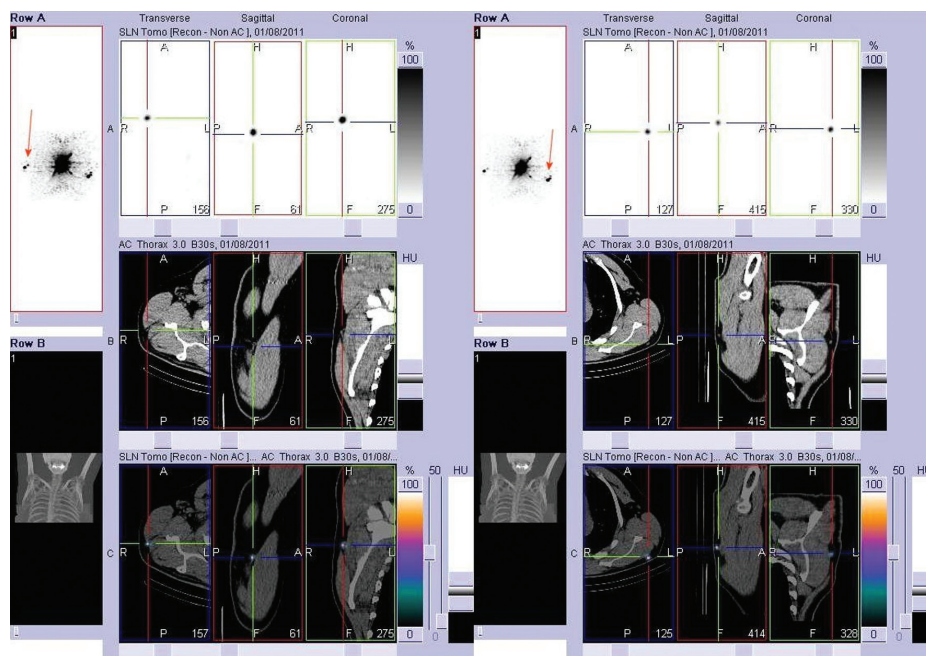 Row A
Transverse Sagittal Coronal
SLN Tomo [Recon - Non AC ], 01/08/2011
1
A H H
%
100
A R L P A R L
P 156 F 61 F 275
0
AC Thorax 3.0 B30s, 01/08/2011
A H H
HU
B R L P A R L
P 156 F 61 F 275
Row B
1
SLN Tomo [Recon - Non AC ]... AC Thorax 3.0 B30s, 01/08/...
A H H
% 50 HU
100
C R L P A R L
P 157 F 61 F 275
0 0
Row A
Transverse Sagittal Coronal
SLN Tomo [Recon - Non AC ], 01/08/2011
1
A H H
%
100
A R L P A R L
P 127 F 415 F 330
0
AC Thorax 3.0 B30s, 01/08/2011
A H H
HU
B R L P A R L
P 127 F 415 F 330
Row B
1
SLN Tomo [Recon - Non AC ]... AC Thorax 3.0 B30s, 01/08/...
A H H
% 50 HU
100
C R L P A R L
P 125 F 414 F 328
0 0